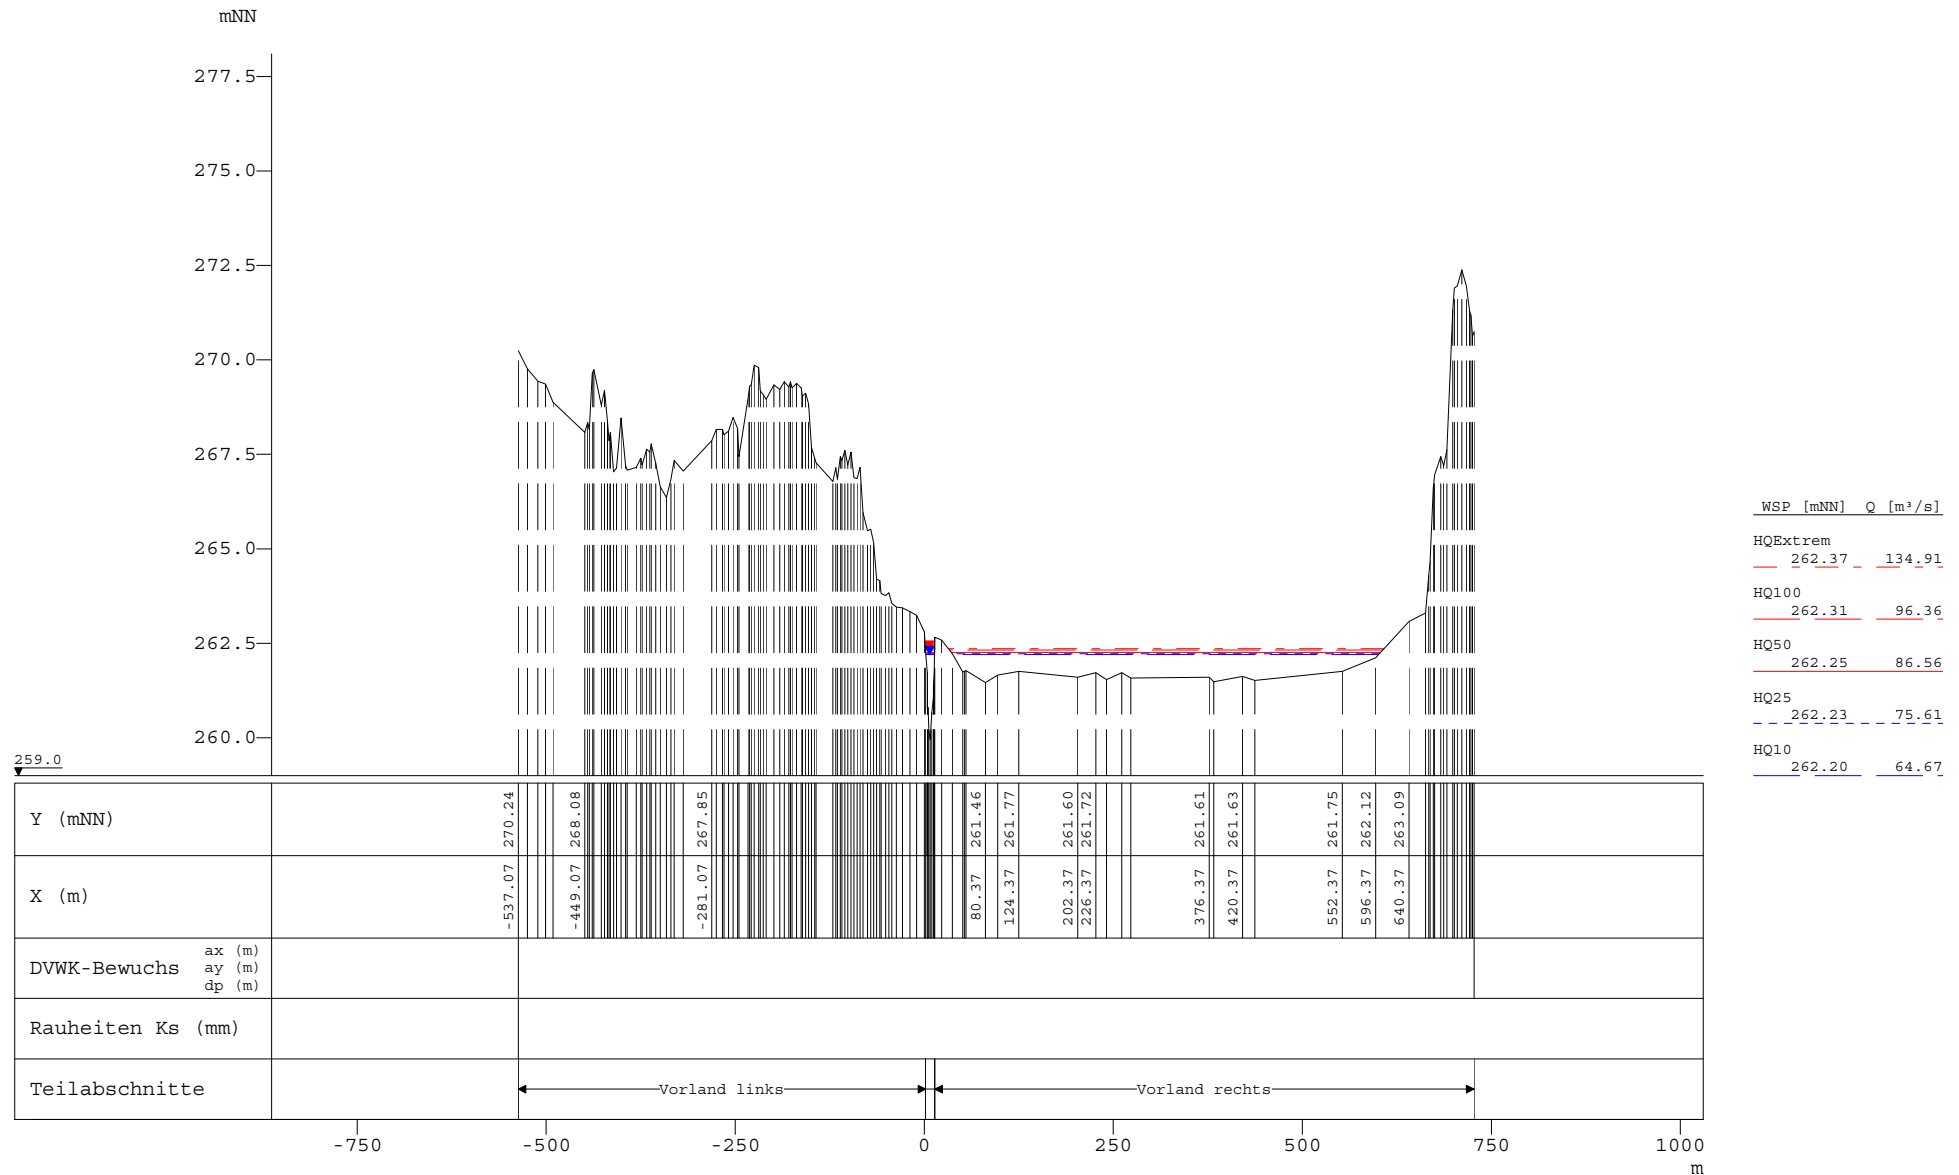 mNN
277.5
275.0
272.5
270.0
267.5
265.0
262.5
260.0
259.0
WSP [mNN] Q [m³/s]
HQExtrem
262.37 134.91
HQ100
262.31 96.36
HQ50
262.25 86.56
HQ25
262.23 75.61
HQ10
262.20 64.67
Y (mNN)
270.24 268.08 267.85 261.46 261.77 261.60 261.72 261.61 261.63 261.75 262.12 263.09
X (m)
-537.07 -449.07 -281.07 80.37 124.37 202.37 226.37 376.37 420.37 552.37 596.37 640.37
DVWK-Bewuchs
ax (m)
ay (m)
dp (m)
Rauheiten Ks (mm)
Teilabschnitte
Vorland links
Vorland rechts
-750 -500 -250 0 250 500 750 1000
m